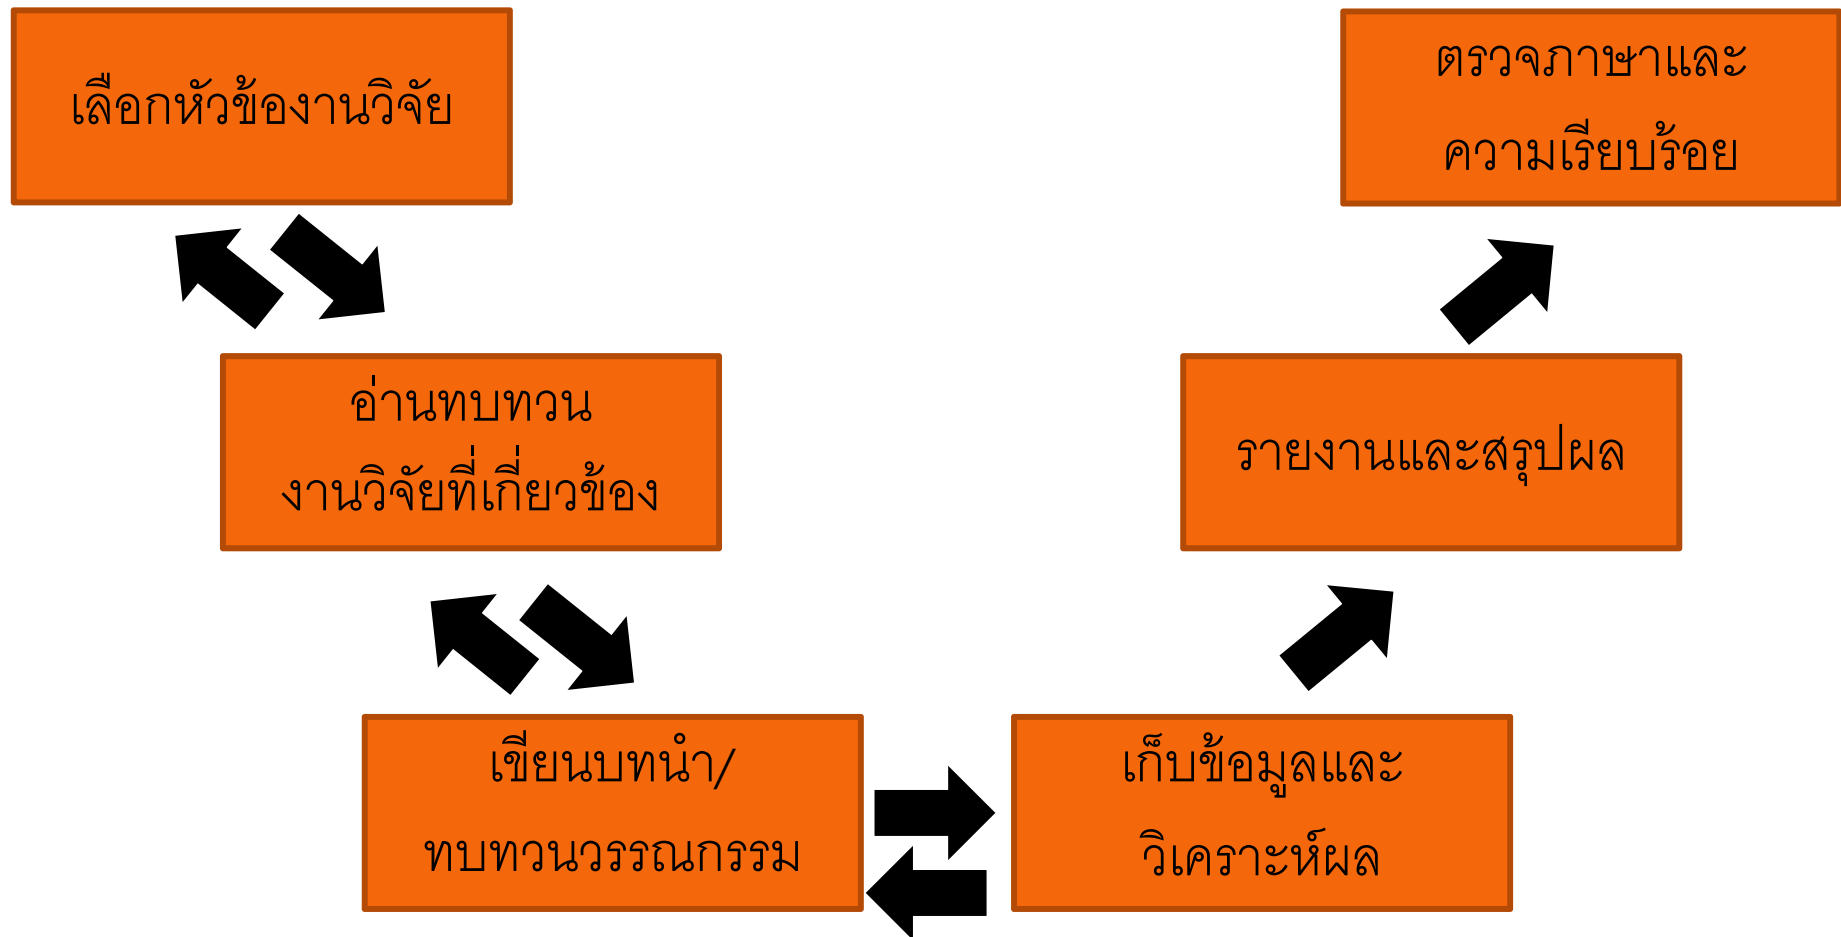 เลือกหัวข้องานวิจัย
อ่านทบทวน
งานวิจัยที่เกี่ยวข้อง
เขียนบทนำ/
ทบทวนวรรณกรรม
เก็บข้อมูลและ
วิเคราะห์ผล
รายงานและสรุปผล
ตรวจภาษาและ
ความเรียบร้อย